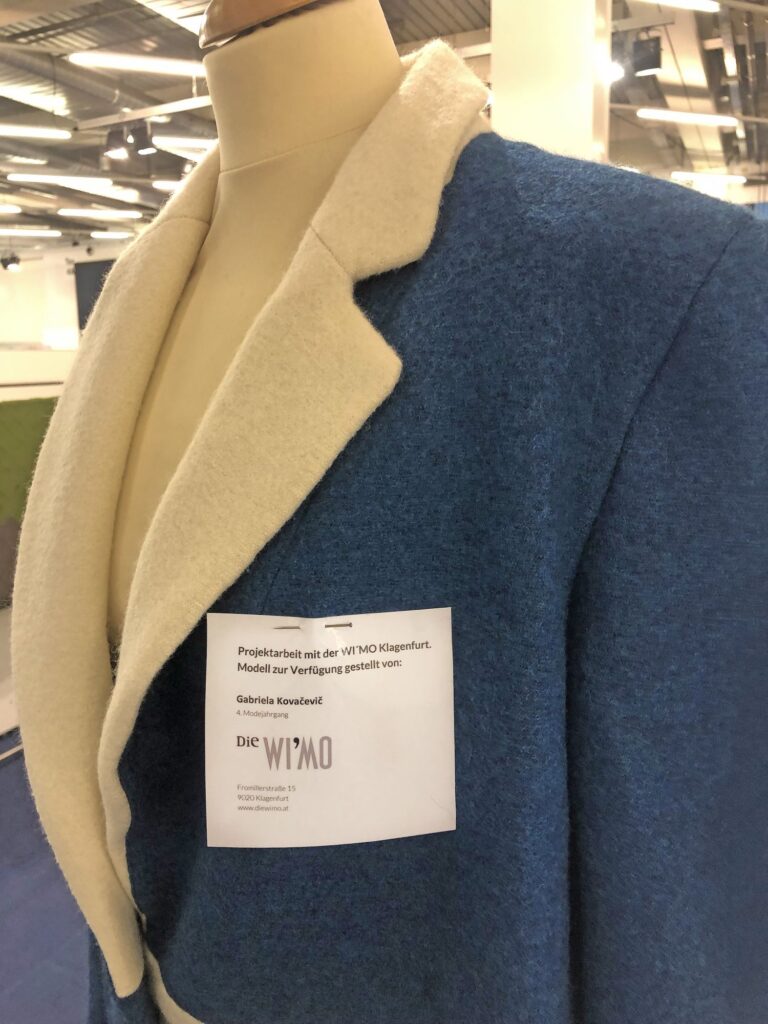 Projektarbeit mit der WI´MO Klagenfurt.
Modell zur Verfügung gestellt von:
Gabriela Kovačevič
4. Modejahrgang
Die WI'MO
Fromillerstraße 15
9020 Klagenfurt
www.diewimo.at